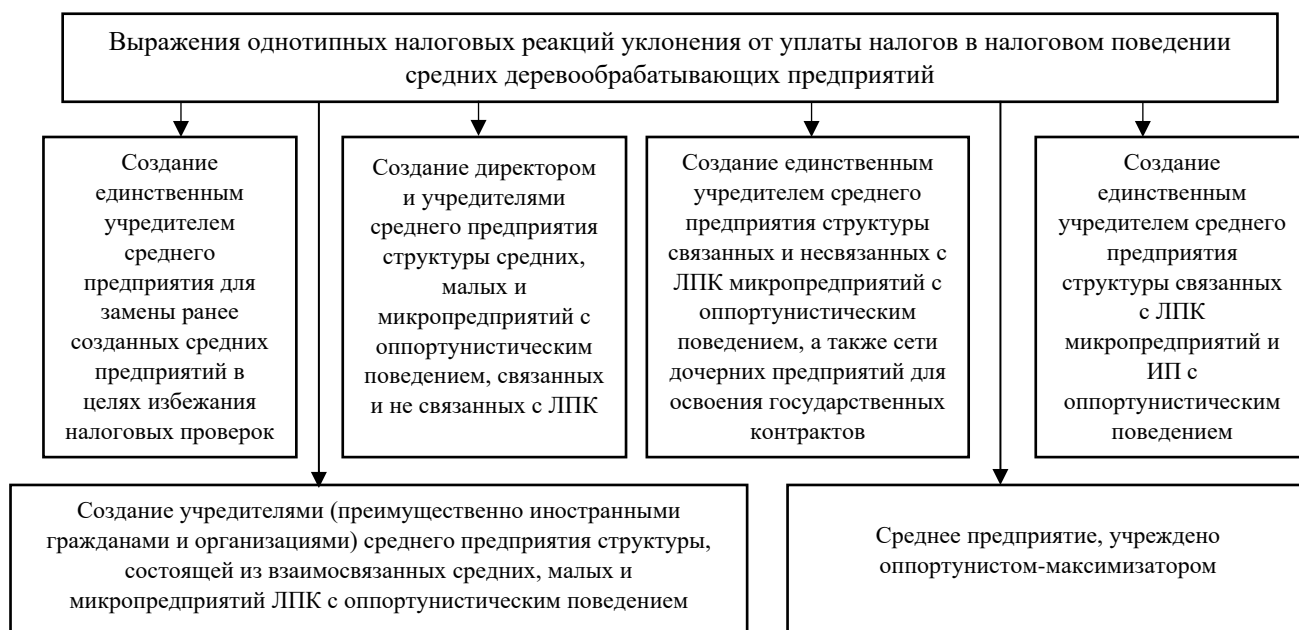 Выражения однотипных налоговых реакций уклонения от уплаты налогов в налоговом поведении
средних деревообрабатывающих предприятий
Создание
единственным
учредителем
среднего
предприятия для
замены ранее
созданных средних
предприятий в
целях избежания
налоговых проверок
Создание директором
и учредителями
среднего предприятия
структуры средних,
малых и
микропредприятий с
оппортунистическим
поведением, связанных
и не связанных с ЛПК
Создание единственным
учредителем среднего
предприятия структуры
связанных и несвязанных с
ЛПК микропредприятий с
оппортунистическим
поведением, а также сети
дочерних предприятий для
освоения государственных
контрактов
Создание
единственным
учредителем среднего
предприятия
структуры связанных
с ЛПК
микропредприятий и
ИП с
оппортунистическим
поведением
Создание учредителями (преимущественно иностранными
гражданами и организациями) среднего предприятия структуры,
состоящей из взаимосвязанных средних, малых и
микропредприятий ЛПК с оппортунистическим поведением
Среднее предприятие, учреждено
оппортунистом-максимизатором